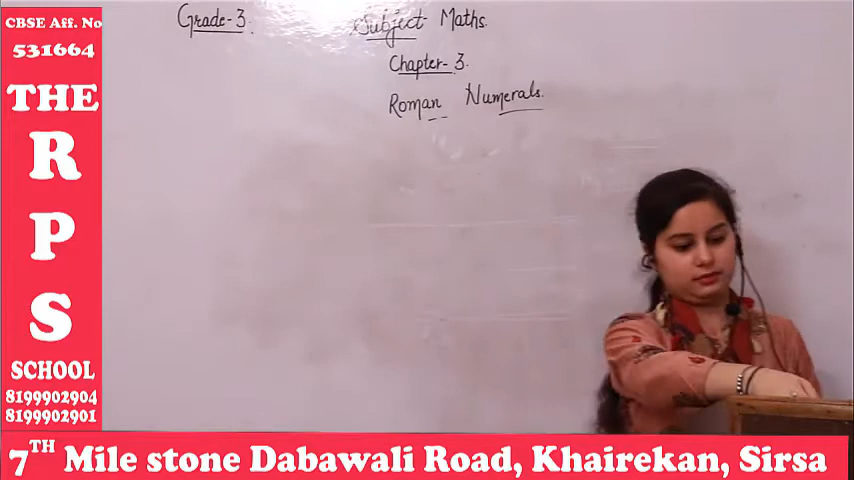 CBSE Aff. No
531664
THE
R
P
S
SCHOOL
8199902904
8199902901
Grade-3.
Subject Maths.
Chapter-3.
Roman Numerals.
7TH Mile stone Dabawali Road, Khairekan, Sirsa